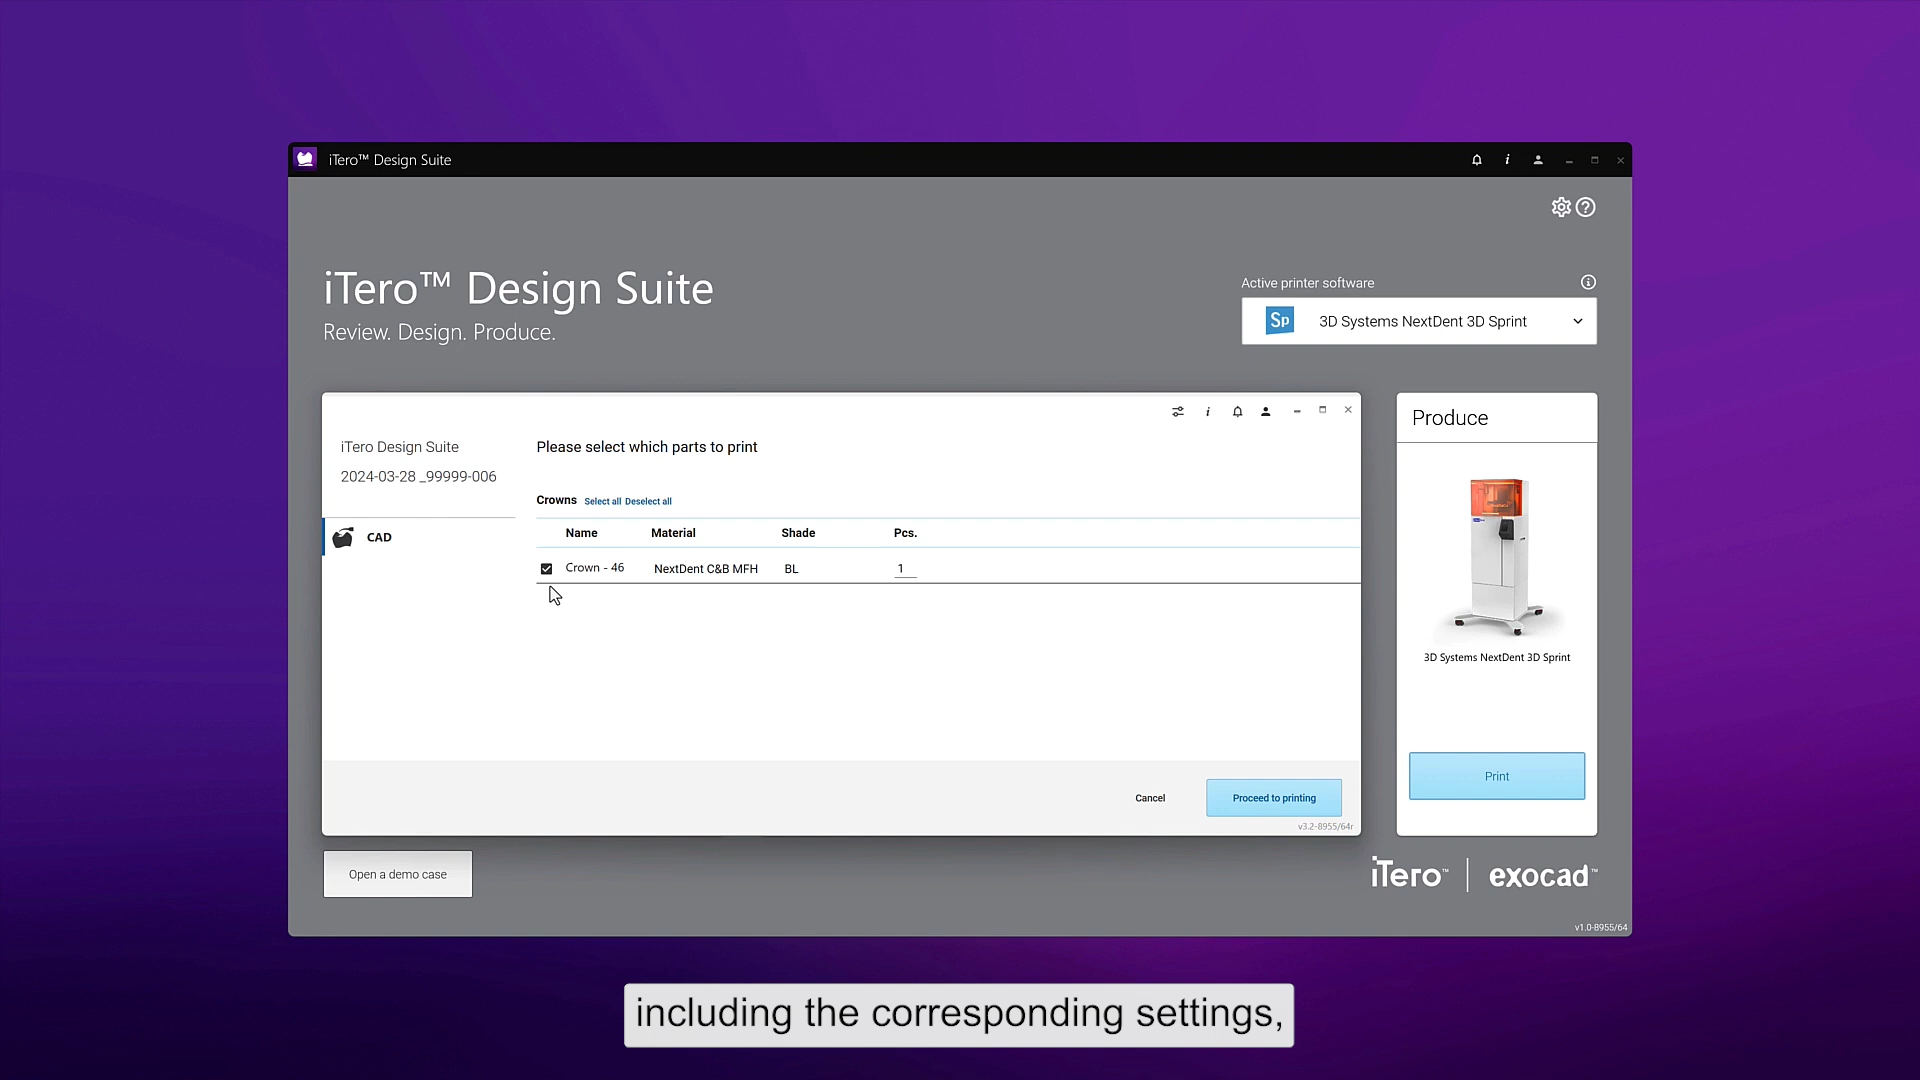 iTero™ Design Suite
iTero™ Design Suite
Review. Design. Produce.
Active printer software
Sp 3D Systems NextDent 3D Sprint
iTero Design Suite
2024-03-28 _99999-006
CAD
Please select which parts to print
Crowns Select all Deselect all
Name Material Shade Pcs.
Crown - 46 NextDent C&B MFH BL 1
Cancel
Proceed to printing
v3.2-8955/64r
Produce
3D Systems NextDent 3D Sprint
Print
Open a demo case
iTero™ | exocad™
v1.0-8955/64
including the corresponding settings,